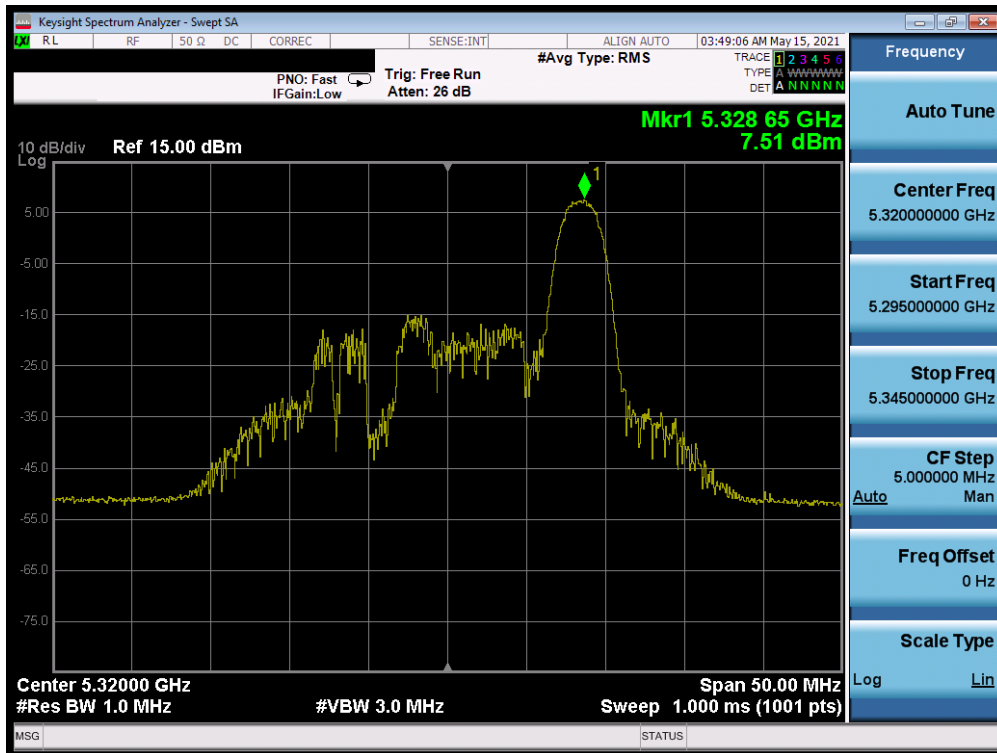 Keysight Spectrum Analyzer - Swept SA
LXI RL RF 50 Ω DC CORREC SENSE:INT ALIGN AUTO 03:49:06 AM May 15, 2021
PNO: Fast Trig: Free Run #Avg Type: RMS TRACE 1 2 3 4 5 6
IFGain:Low Atten: 26 dB TYPE A WWWWW
DET A N N N N N
Mkr1 5.328 65 GHz
7.51 dBm
10 dB/div Ref 15.00 dBm
Log
1
5.00
-5.00
-15.0
-25.0
-35.0
-45.0
-55.0
-65.0
-75.0
Center 5.32000 GHz Span 50.00 MHz
#Res BW 1.0 MHz #VBW 3.0 MHz Sweep 1.000 ms (1001 pts)
MSG STATUS
Frequency
Auto Tune
Center Freq
5.320000000 GHz
Start Freq
5.295000000 GHz
Stop Freq
5.345000000 GHz
CF Step
5.000000 MHz
Auto Man
Freq Offset
0 Hz
Scale Type
Log Lin